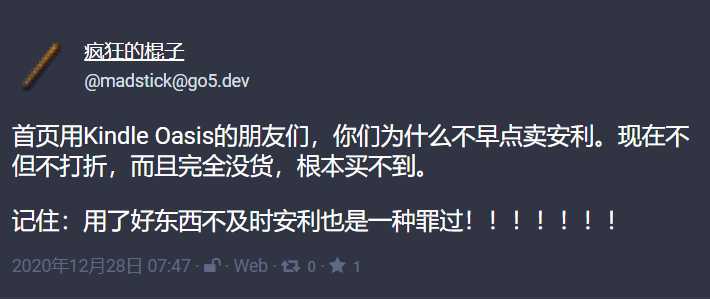 疯狂的棍子
@madstick@go5.dev
首页用Kindle Oasis的朋友们，你们为什么不早点卖安利。现在不
但不打折，而且完全没货，根本买不到。
记住：用了好东西不及时安利也是一种罪过！！！！！！！
2020年12月28日 07:47 · · Web · 0 · 1